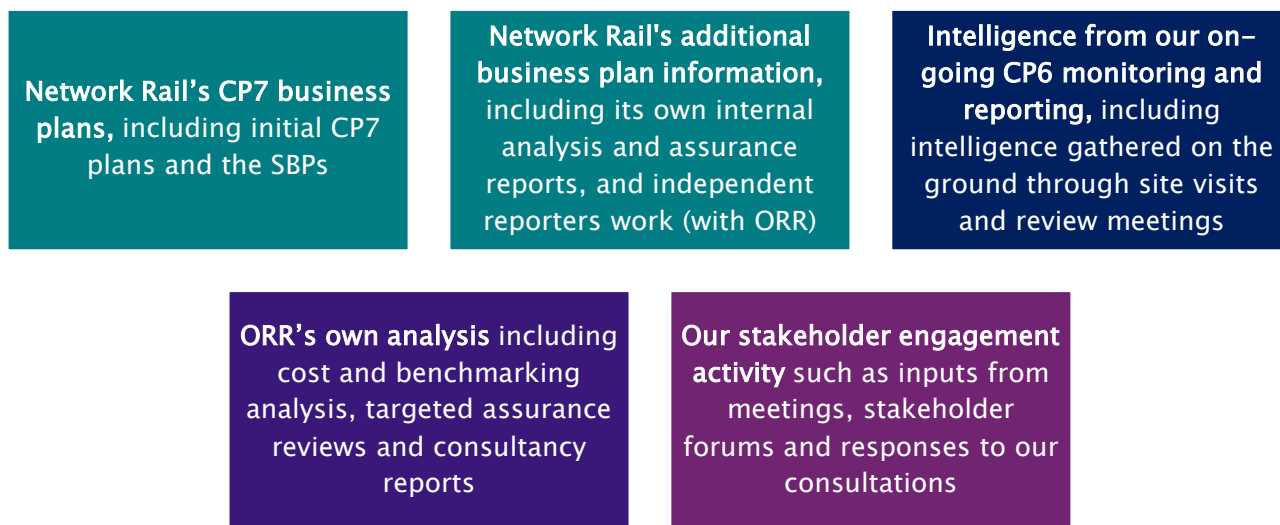 Network Rail’s CP7 business
plans, including initial CP7
plans and the SBPs
Network Rail's additional
business plan information,
including its own internal
analysis and assurance
reports, and independent
reporters work (with ORR)
Intelligence from our on-
going CP6 monitoring and
reporting, including
intelligence gathered on the
ground through site visits
and review meetings
ORR’s own analysis including
cost and benchmarking
analysis, targeted assurance
reviews and consultancy
reports
Our stakeholder engagement
activity such as inputs from
meetings, stakeholder
forums and responses to our
consultations